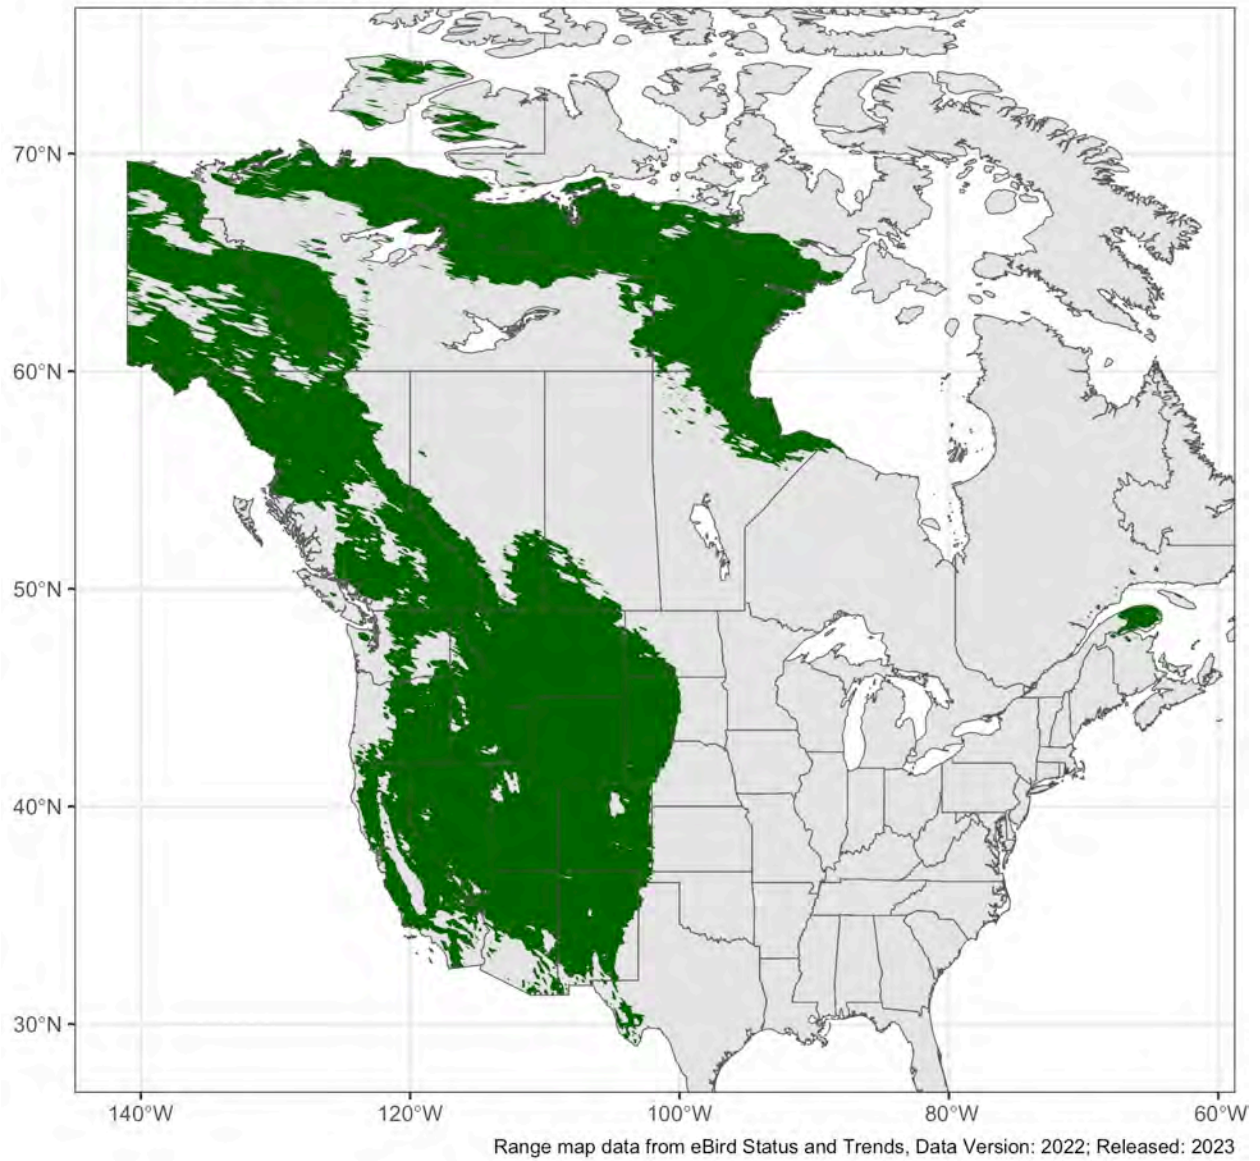 70°N
60°N
50°N
40°N
30°N
140°W 120°W 100°W 80°W 60°W
Range map data from eBird Status and Trends, Data Version: 2022; Released: 2023